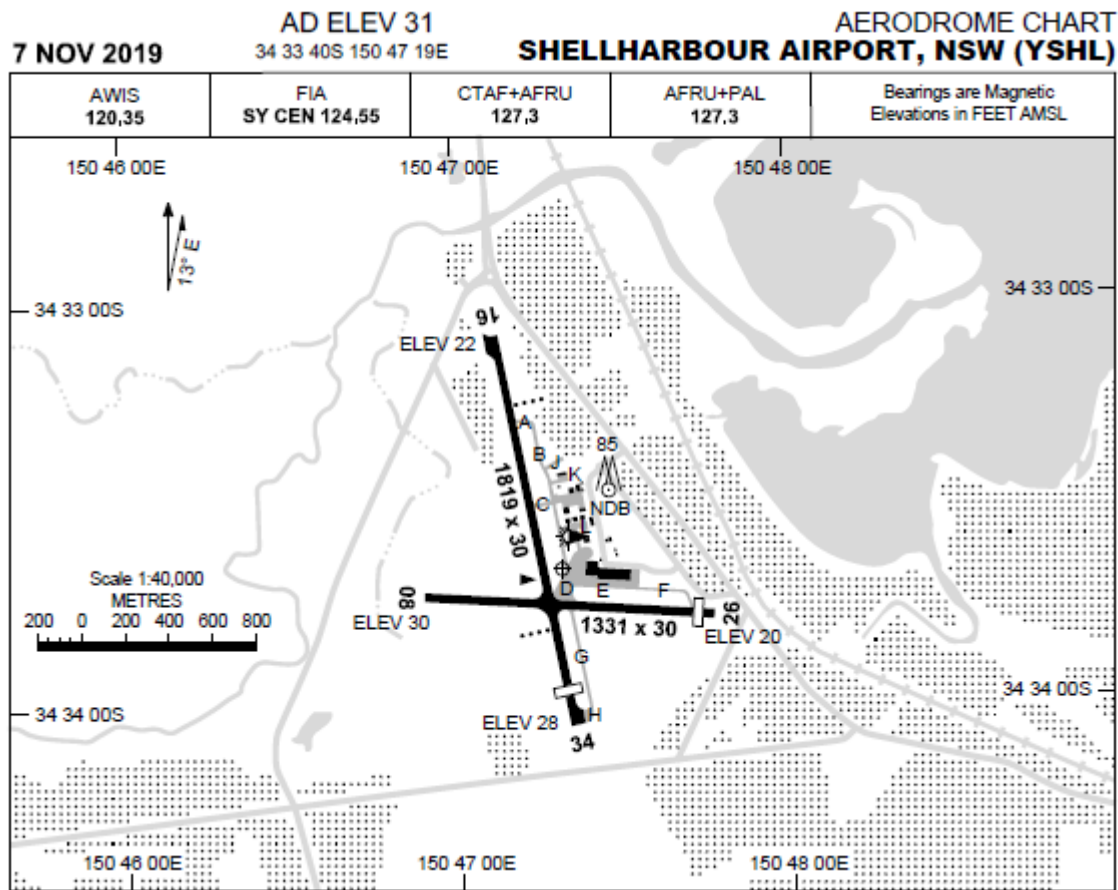 AD ELEV 31
AERODROME CHART
7 NOV 2019
34 33 40S 150 47 19E
SHELLHARBOUR AIRPORT, NSW (YSHL)
AWIS
120,35
FIA
SY CEN 124,55
CTAF+AFRU
127,3
AFRU+PAL
127,3
Bearings are Magnetic
Elevations in FEET AMSL
150 46 00E
150 47 00E
150 48 00E
13° E
34 33 00S
34 33 00S
16
ELEV 22
A
B
J
K
85
C
NDB
I
1819 x 30
Scale 1:40,000
METRES
200 0 200 400 600 800
08
ELEV 30
D
E
F
1331 x 30
26
ELEV 20
G
34 34 00S
34 34 00S
ELEV 28
H
34
150 46 00E
150 47 00E
150 48 00E